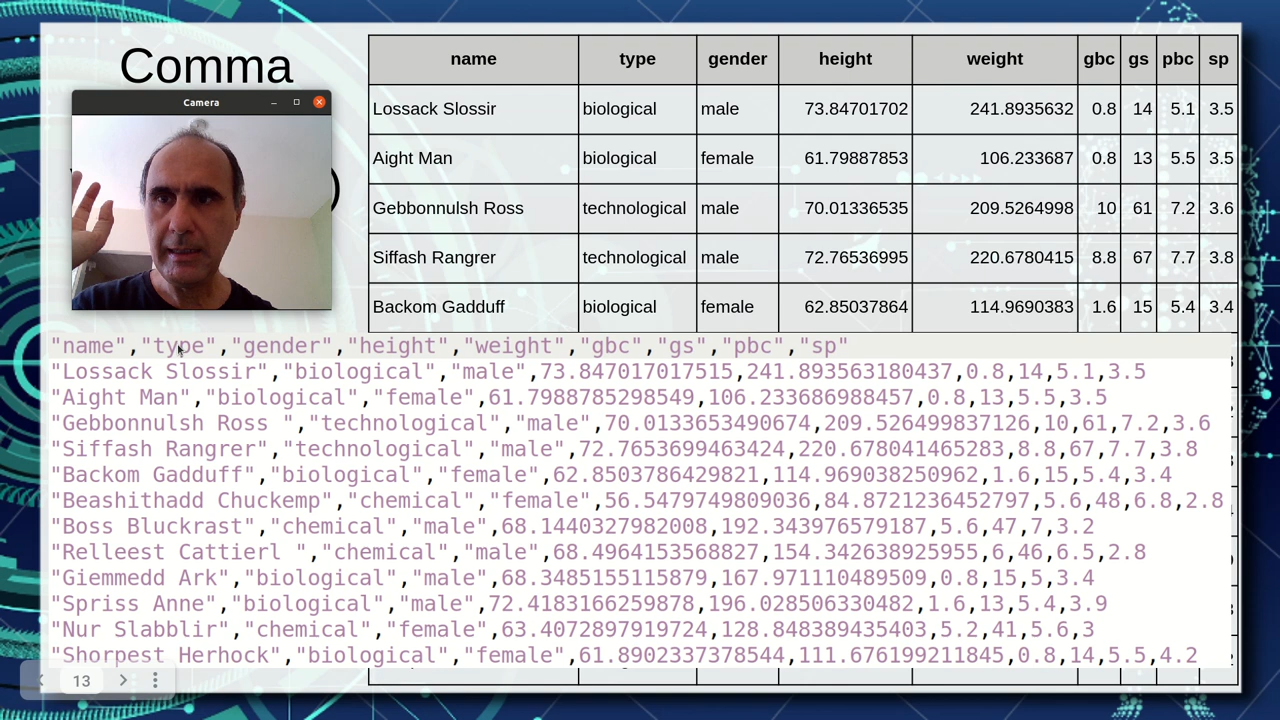 Comma
Camera
name type gender height weight gbc gs pbc sp
Lossack Slossir biological male 73.84701702 241.8935632 0.8 14 5.1 3.5
Aight Man biological female 61.79887853 106.233687 0.8 13 5.5 3.5
Gebbonnulsh Ross technological male 70.01336535 209.5264998 10 61 7.2 3.6
Siffash Rangrer technological male 72.76536995 220.6780415 8.8 67 7.7 3.8
Backom Gadduff biological female 62.85037864 114.9690383 1.6 15 5.4 3.4
"name","type","gender","height","weight","gbc","gs","pbc","sp"
"Lossack Slossir","biological","male",73.847017017515,241.893563180437,0.8,14,5.1,3.5
"Aight Man","biological","female",61.7988785298549,106.233686988457,0.8,13,5.5,3.5
"Gebbonnulsh Ross ","technological","male",70.0133653490674,209.526499837126,10,61,7.2,3.6
"Siffash Rangrer","technological","male",72.7653699463424,220.678041465283,8.8,67,7.7,3.8
"Backom Gadduff","biological","female",62.8503786429821,114.969038250962,1.6,15,5.4,3.4
"Beashithadd Chuckemp","chemical","female",56.5479749809036,84.8721236452797,5.6,48,6.8,2.8
"Boss Bluckrast","chemical","male",68.1440327982008,192.343976579187,5.6,47,7,3.2
"Relleest Cattierl ","chemical","male",68.4964153568827,154.342638925955,6,46,6.5,2.8
"Giemmedd Ark","biological","male",68.3485155115879,167.971110489509,0.8,15,5,3.4
"Spriss Anne","biological","male",72.4183166259878,196.028506330482,1.6,13,5.4,3.9
"Nur Slabblir","chemical","female",63.4072897919724,128.848389435403,5.2,41,5.6,3
"Shorpest Herhock","biological","female",61.8902337378544,111.676199211845,0.8,14,5.5,4.2
13